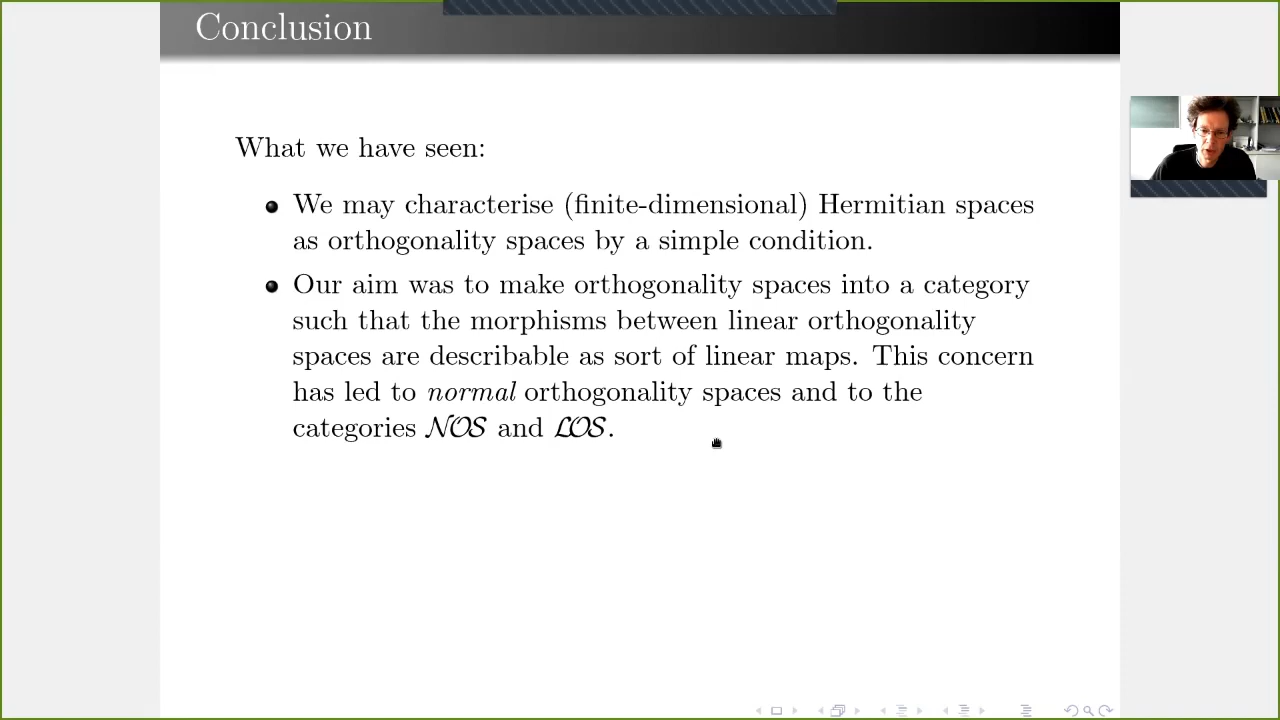 Conclusion
What we have seen:
We may characterise (finite-dimensional) Hermitian spaces
as orthogonality spaces by a simple condition.
Our aim was to make orthogonality spaces into a category
such that the morphisms between linear orthogonality
spaces are describable as sort of linear maps. This concern
has led to normal orthogonality spaces and to the
categories 𝒩𝒪𝒮 and ℒ𝒪𝒮.